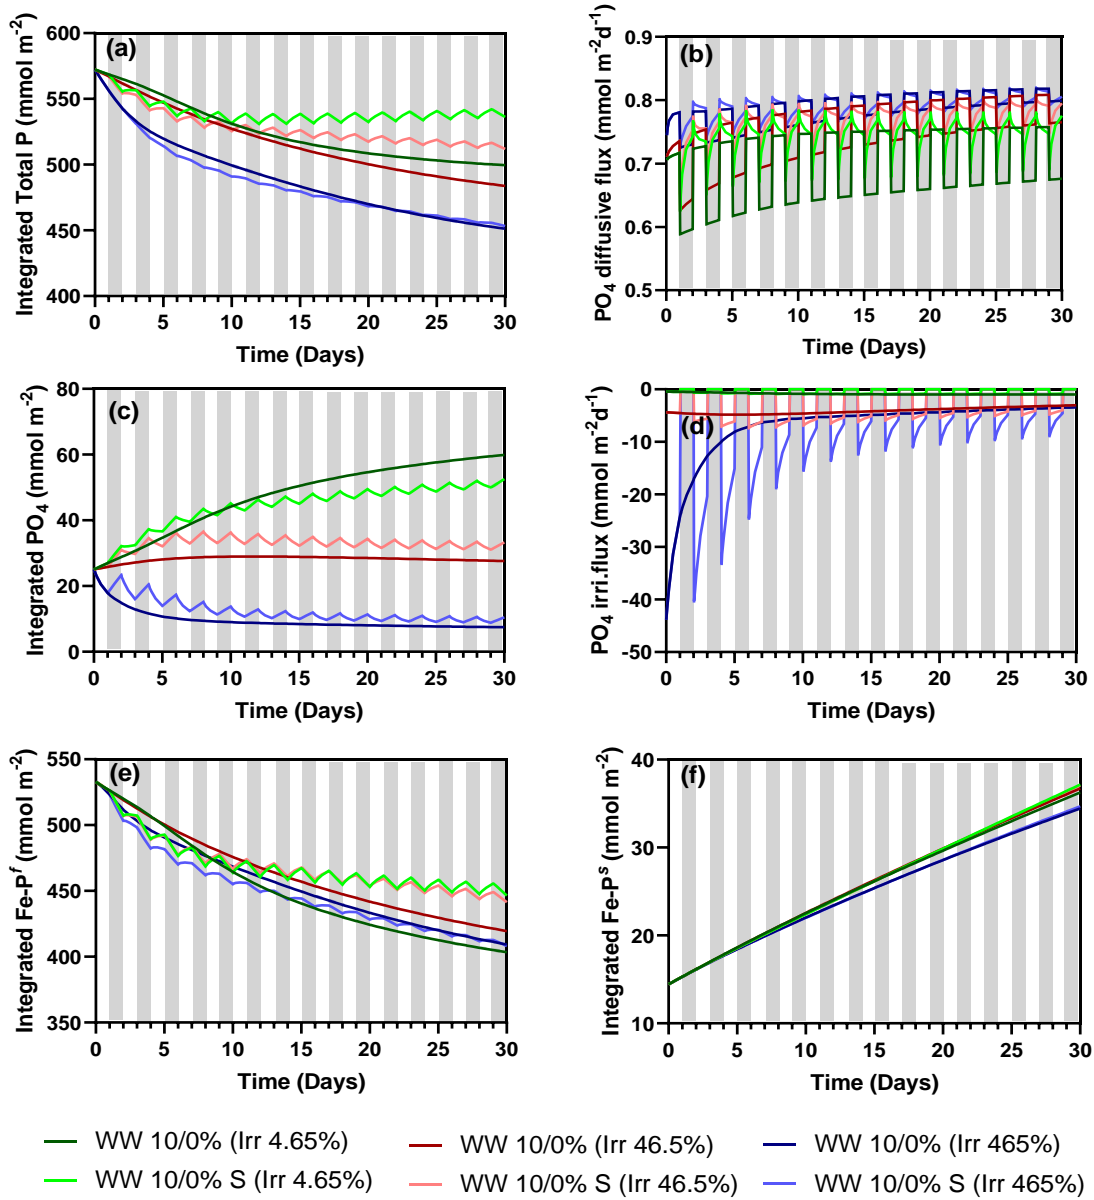 (a)
Integrated Total P (mmol m-2)
600
550
500
450
400
0 5 10 15 20 25 30
Time (Days)
(b)
PO4 diffusive flux (mmol m-2d-1)
0.9
0.8
0.7
0.6
0.5
0 5 10 15 20 25 30
Time (Days)
(c)
Integrated PO4 (mmol m-2)
80
60
40
20
0
0 5 10 15 20 25 30
Time (Days)
(d)
PO4 irri.flux (mmol m-2d-1)
0
-10
-20
-30
-40
-50
0 5 10 15 20 25 30
Time (Days)
(e)
Integrated Fe-Pf (mmol m-2)
550
500
450
400
350
0 5 10 15 20 25 30
Time (Days)
(f)
Integrated Fe-Ps (mmol m-2)
40
30
20
10
0 5 10 15 20 25 30
Time (Days)
WW 10/0% (Irr 4.65%)
WW 10/0% (Irr 46.5%)
WW 10/0% (Irr 465%)
WW 10/0% S (Irr 4.65%)
WW 10/0% S (Irr 46.5%)
WW 10/0% S (Irr 465%)